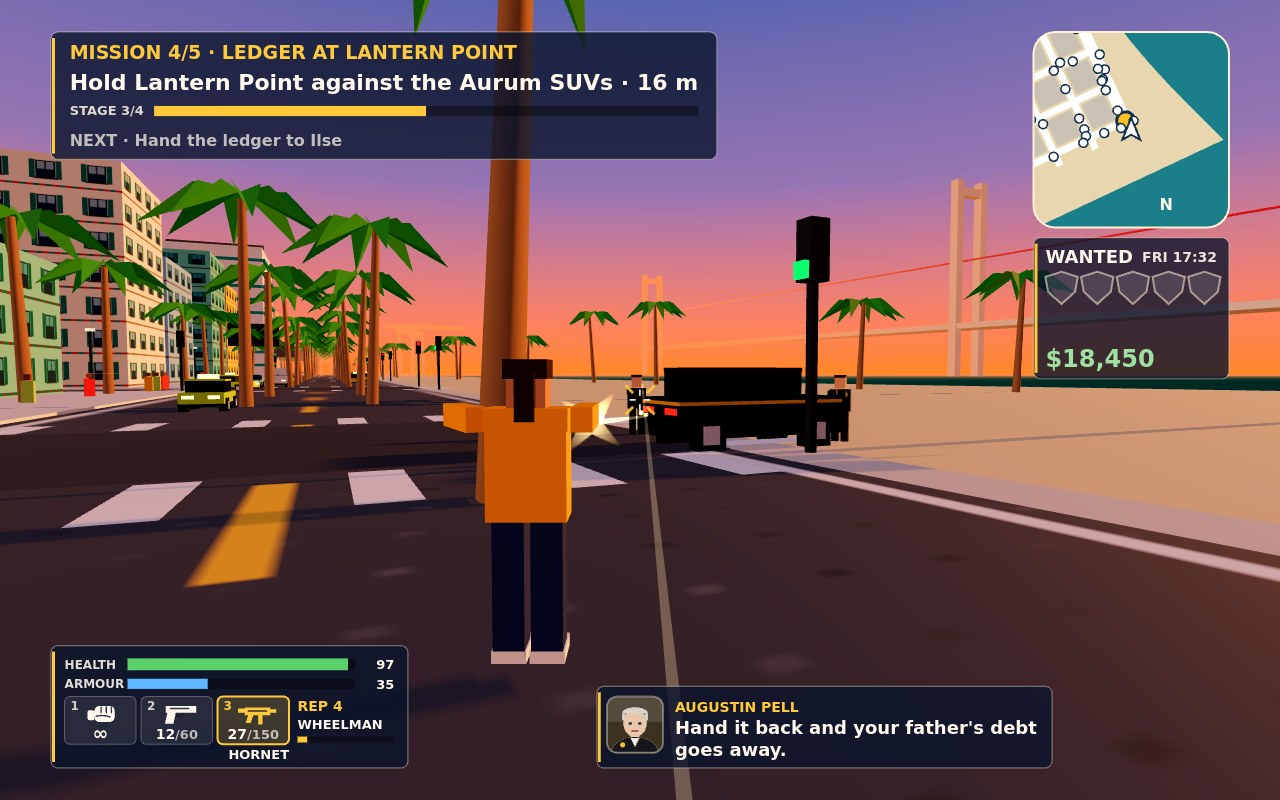 MISSION 4/5 · LEDGER AT LANTERN POINT
Hold Lantern Point against the Aurum SUVs · 16 m
STAGE 3/4
NEXT · Hand the ledger to Ilse
N
WANTED FRI 17:32
$18,450
HEALTH 97
ARMOUR 35
1 2 3
∞ 12/60 27/150
REP 4
WHEELMAN
HORNET
AUGUSTIN PELL
Hand it back and your father's debt
goes away.